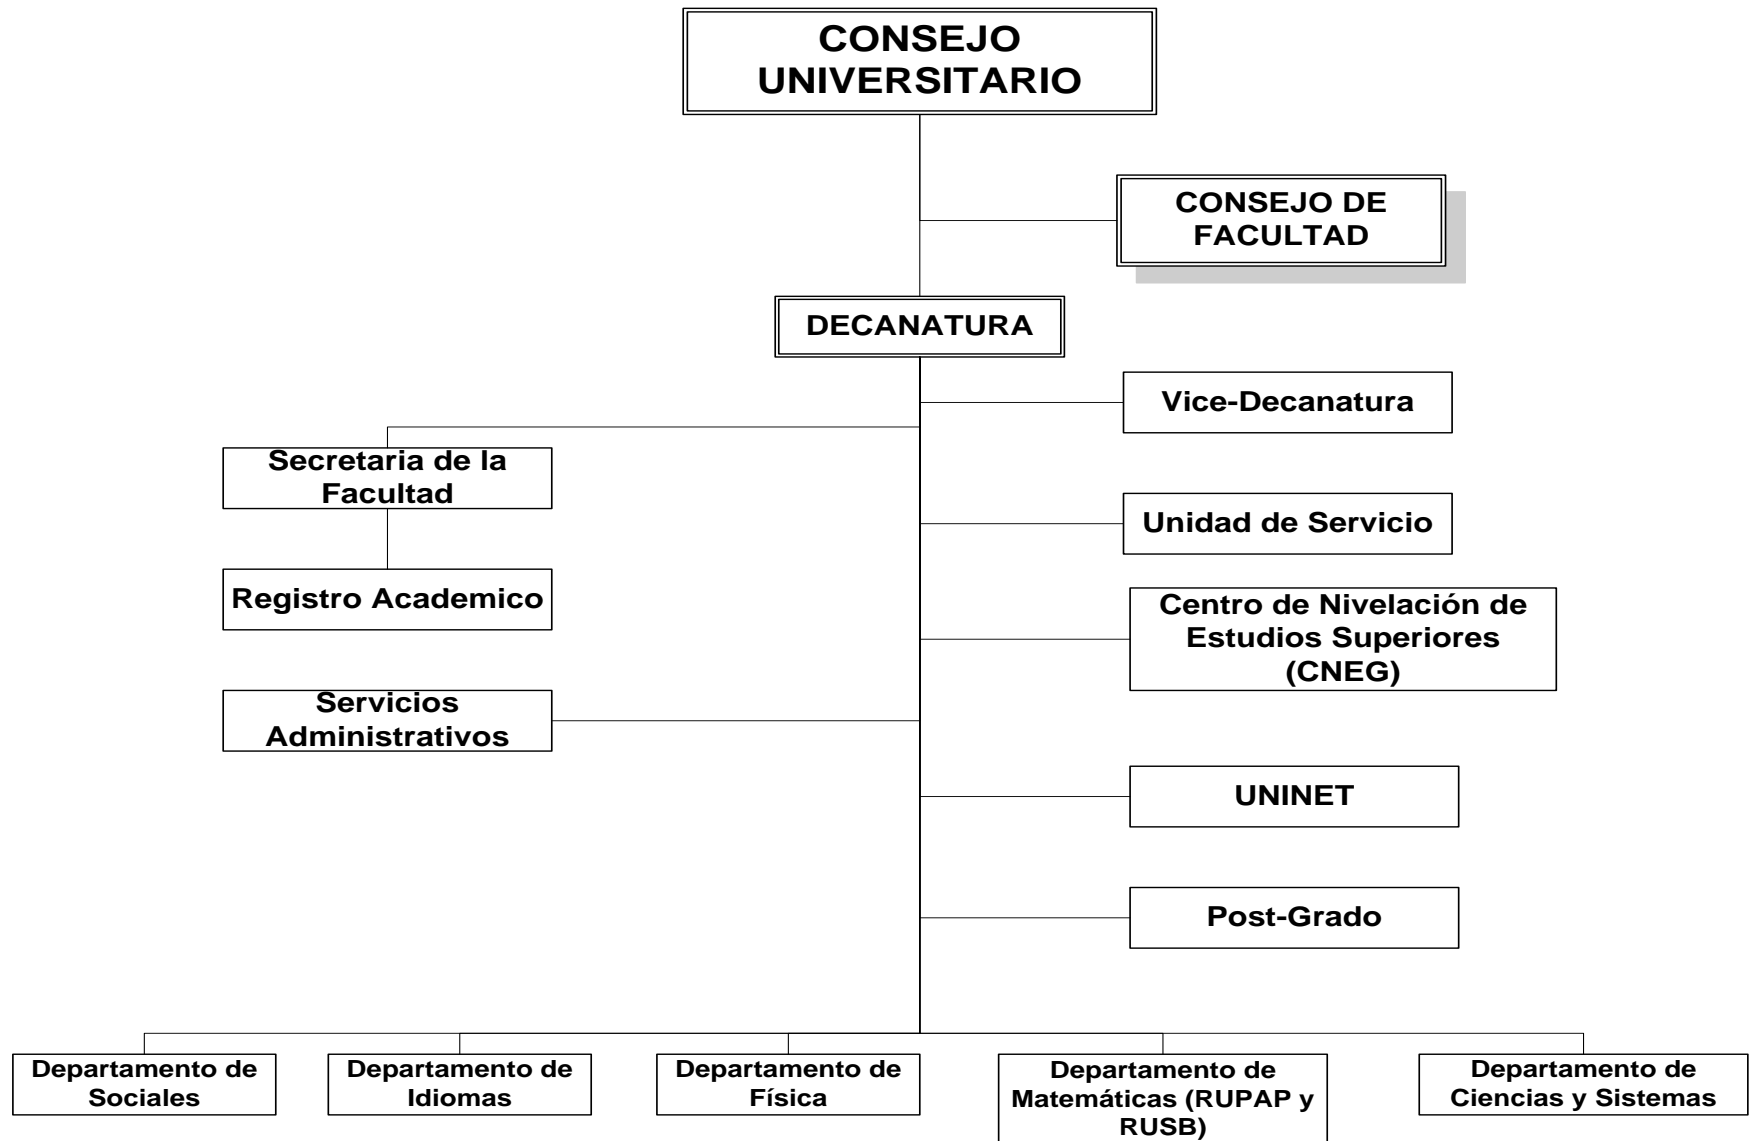 CONSEJO
UNIVERSITARIO
CONSEJO DE
FACULTAD
DECANATURA
Vice-Decanatura
Secretaria de la
Facultad
Unidad de Servicio
Registro Academico
Centro de Nivelación de
Estudios Superiores
(CNEG)
Servicios
Administrativos
UNINET
Post-Grado
Departamento de
Sociales
Departamento de
Idiomas
Departamento de
Física
Departamento de
Matemáticas (RUPAP y
RUSB)
Departamento de
Ciencias y Sistemas